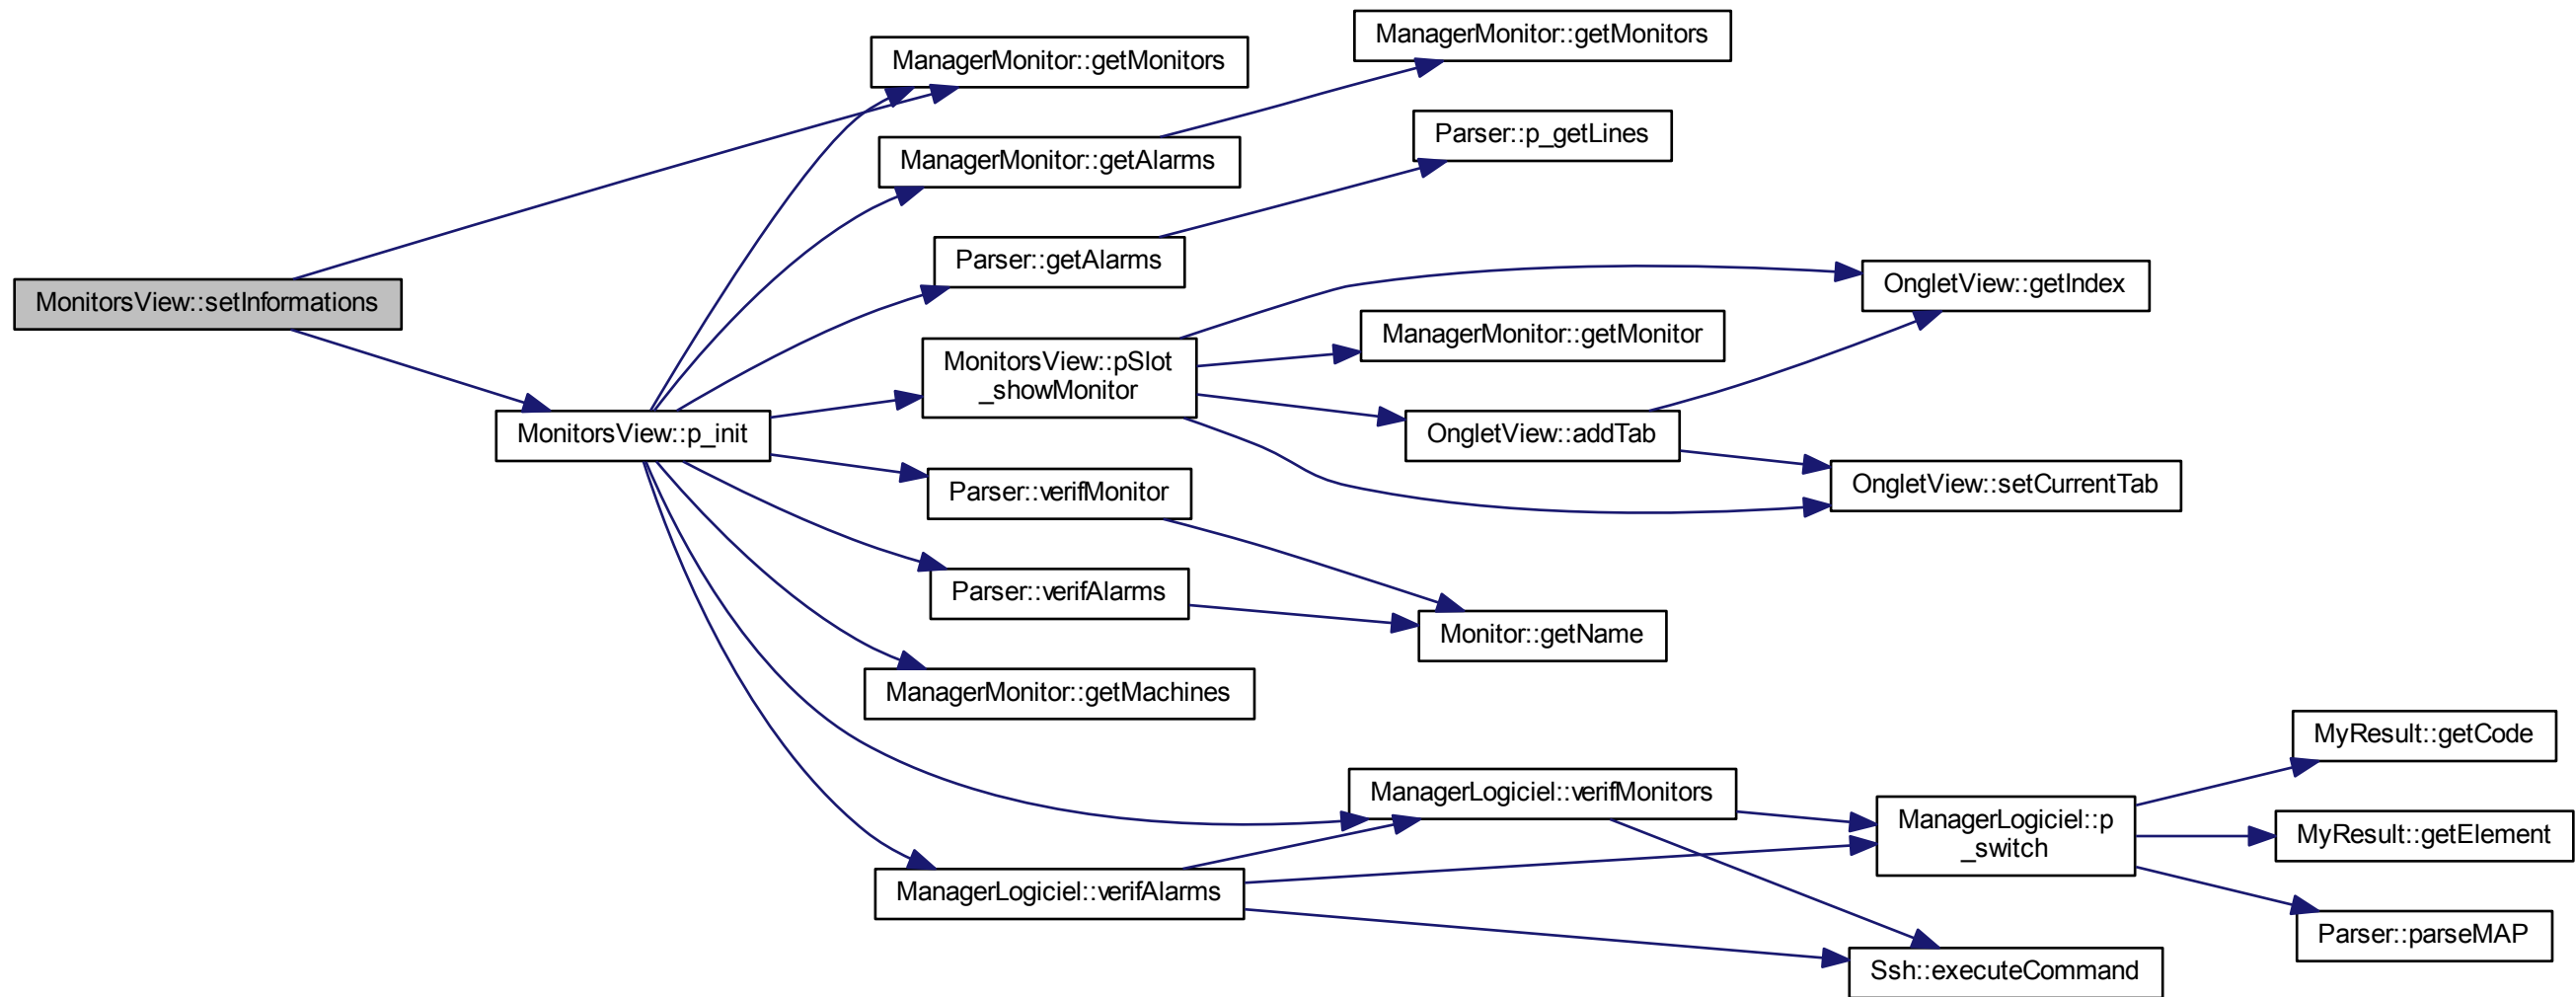 ManagerMonitor::getMonitors
ManagerMonitor::getMonitors
ManagerMonitor::getAlarms
Parser::p_getLines
Parser::getAlarms
MonitorsView::setInformations
OngletView::getIndex
ManagerMonitor::getMonitor
MonitorsView::pSlot
_showMonitor
MonitorsView::p_init
OngletView::addTab
OngletView::setCurrentTab
Parser::verifMonitor
Parser::verifAlarms
Monitor::getName
ManagerMonitor::getMachines
MyResult::getCode
ManagerLogiciel::verifMonitors
ManagerLogiciel::p
_switch
MyResult::getElement
ManagerLogiciel::verifAlarms
Parser::parseMAP
Ssh::executeCommand